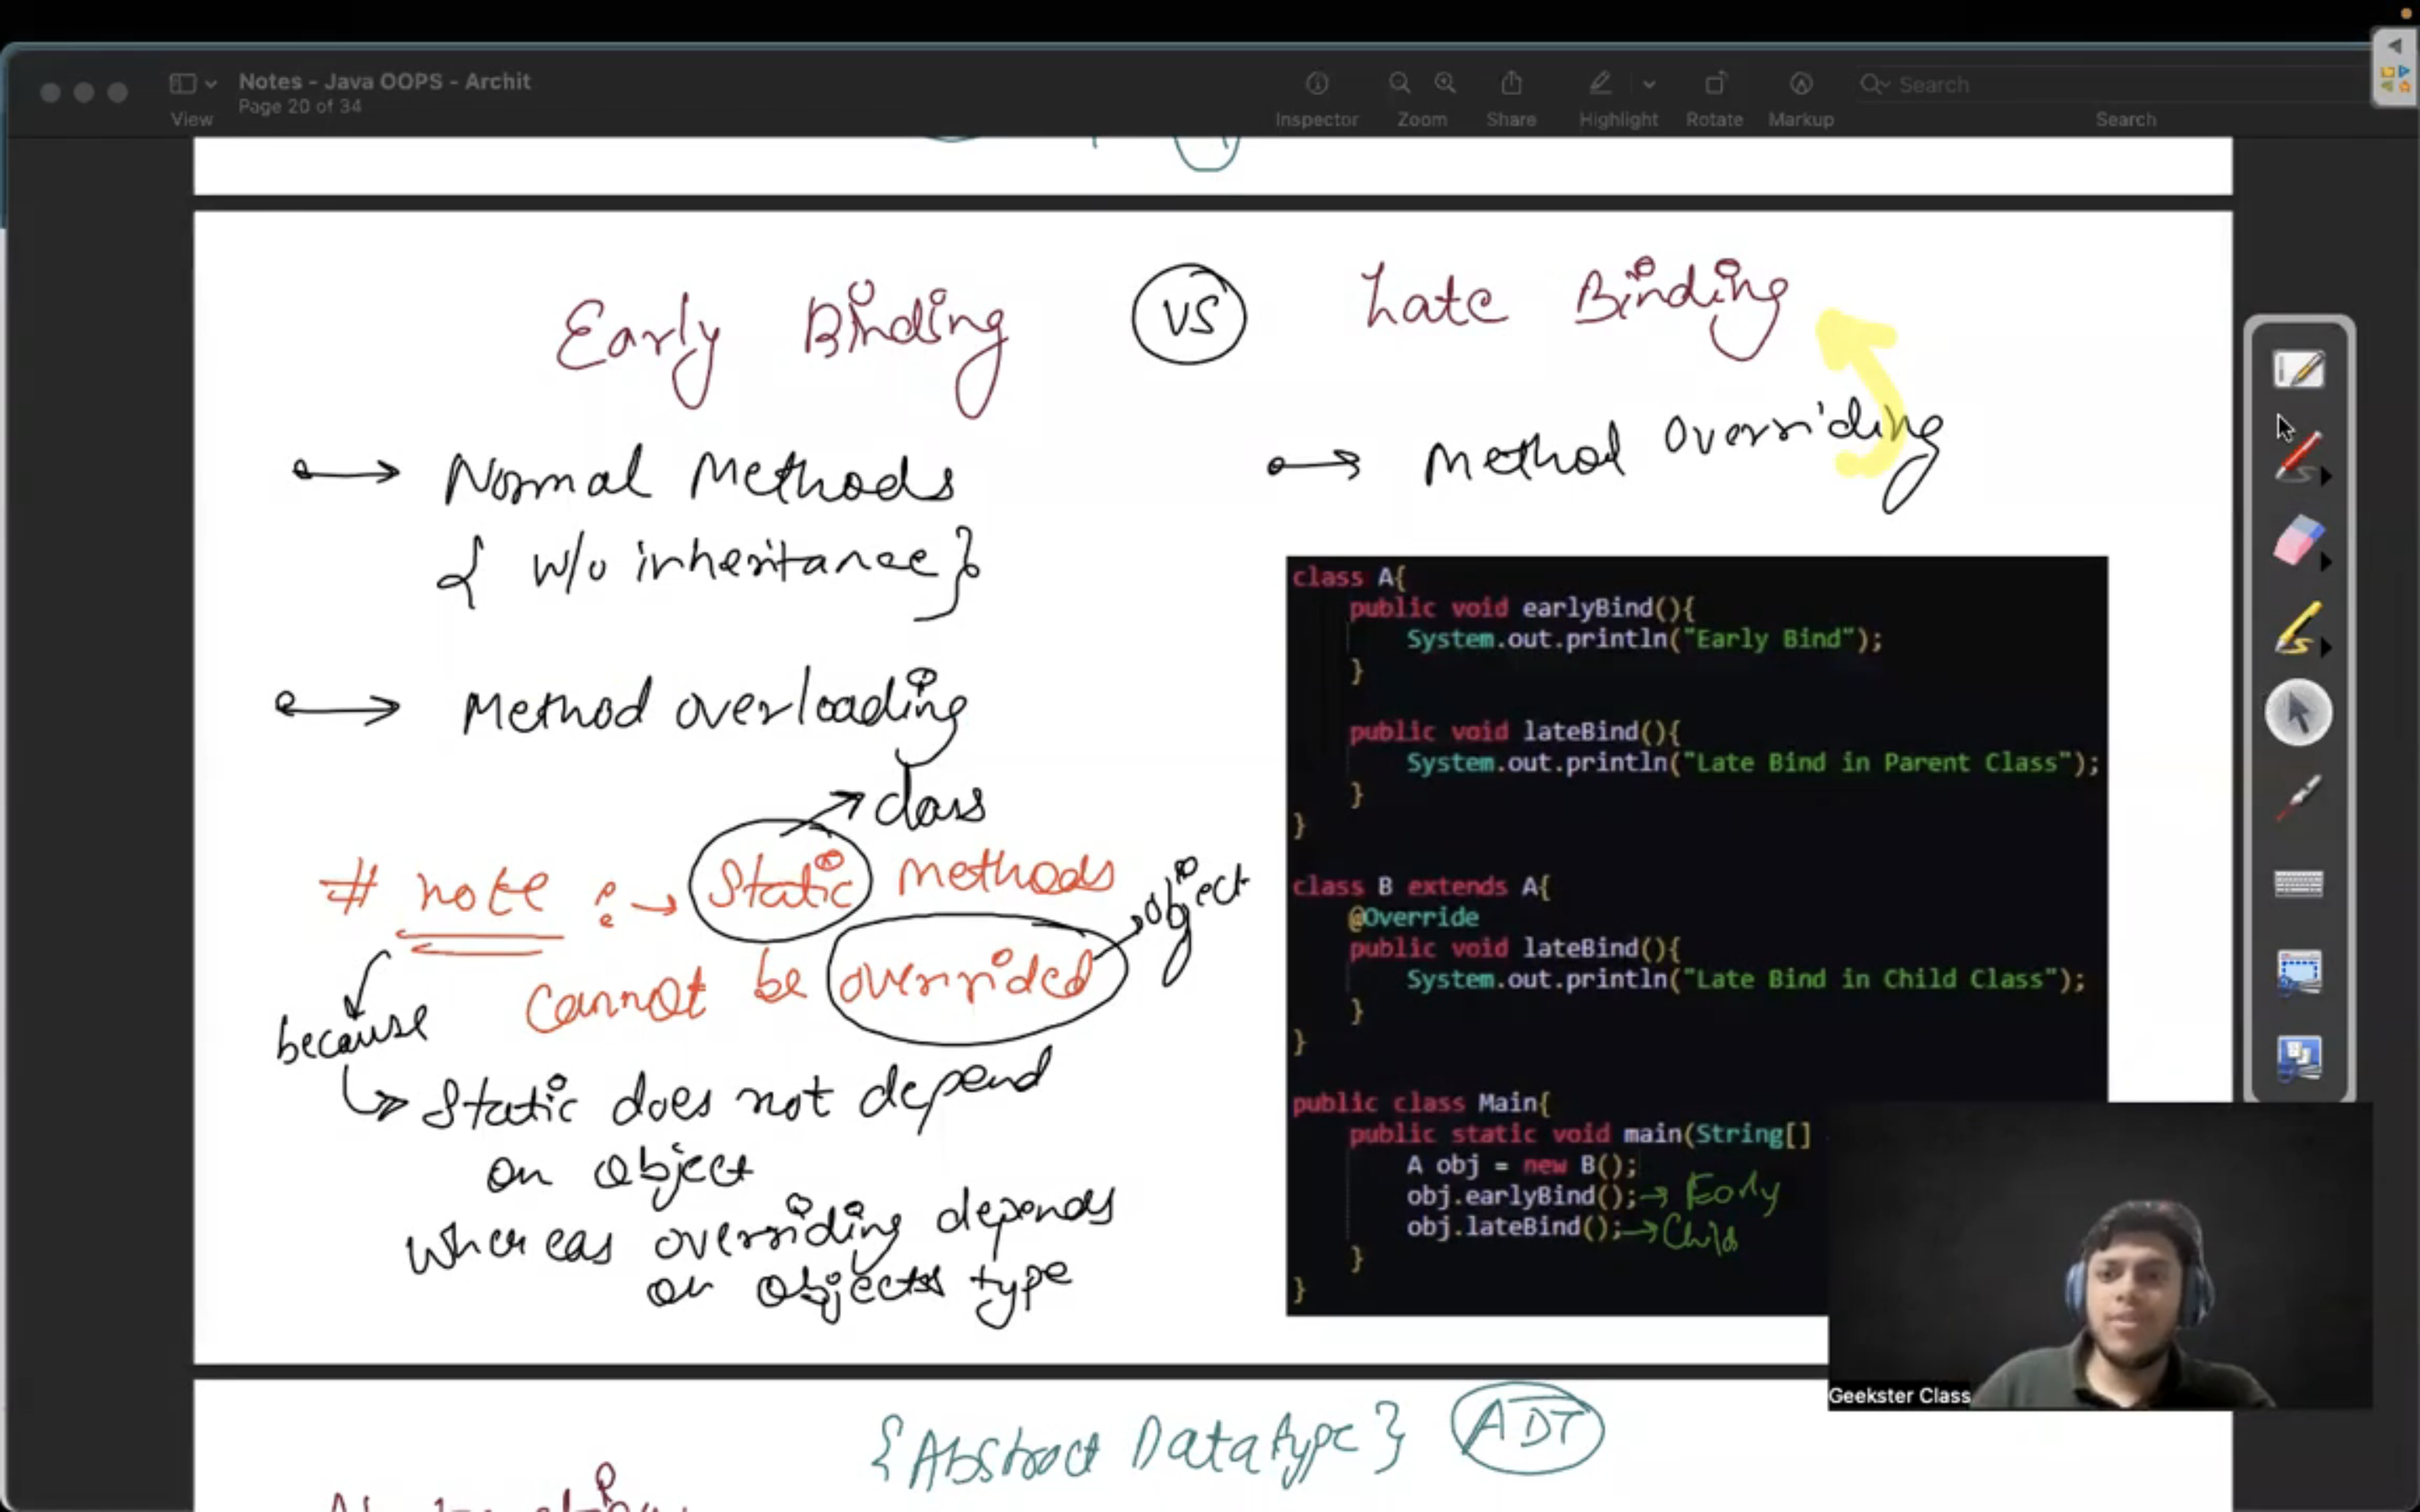 Notes - Java OOPS - Archit
Page 20 of 34
View
Inspector
Zoom
Share
Highlight
Rotate
Markup
Search
Search
Early Binding
VS
Late Binding
Normal Methods
{ w/o inheritance }
Method overloading
class
# note : → Static methods
object
cannot be overrided
because
Static does not depend
on object
whereas overriding depends
on objects type
Method Overriding
class A{
public void earlyBind(){
System.out.println("Early Bind");
}
public void lateBind(){
System.out.println("Late Bind in Parent Class");
}
}
class B extends A{
@Override
public void lateBind(){
System.out.println("Late Bind in Child Class");
}
}
public class Main{
public static void main(String[]
A obj = new B();
obj.earlyBind(); → Early
obj.lateBind(); → Child
}
}
Geekster Class
{Abstract Datatype} ADT